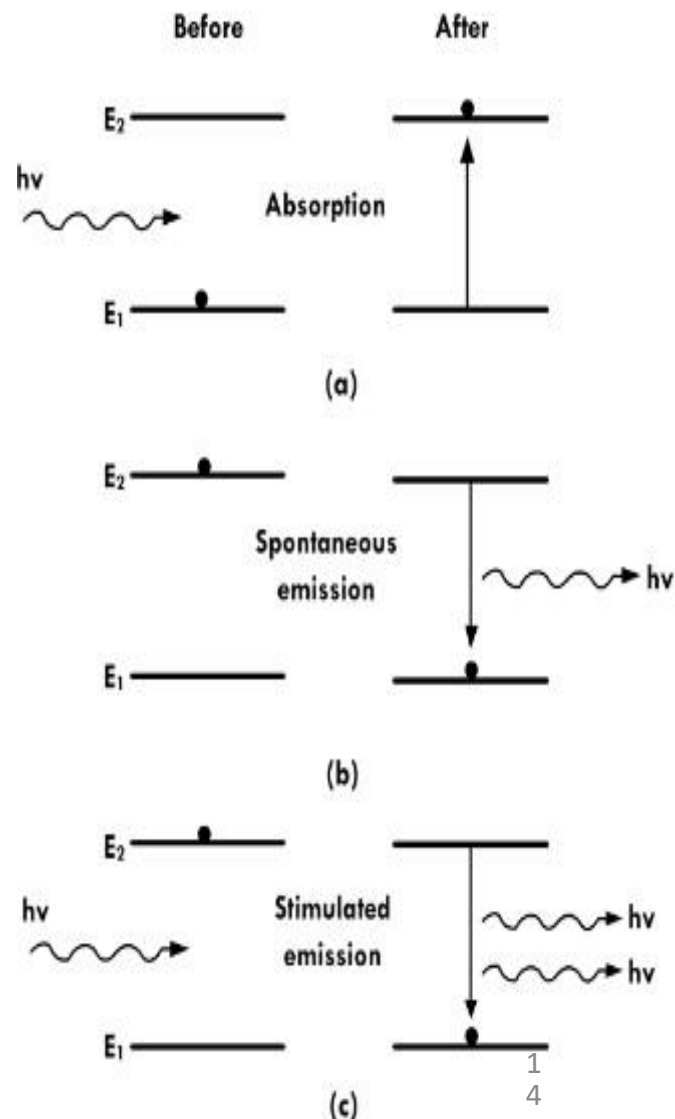 Before After
E₂
hv
Absorption
E₁
(a)
E₂
Spontaneous
emission
hv
E₁
(b)
E₂
hv
Stimulated
emission
hv
hv
E₁
1
4
(c)